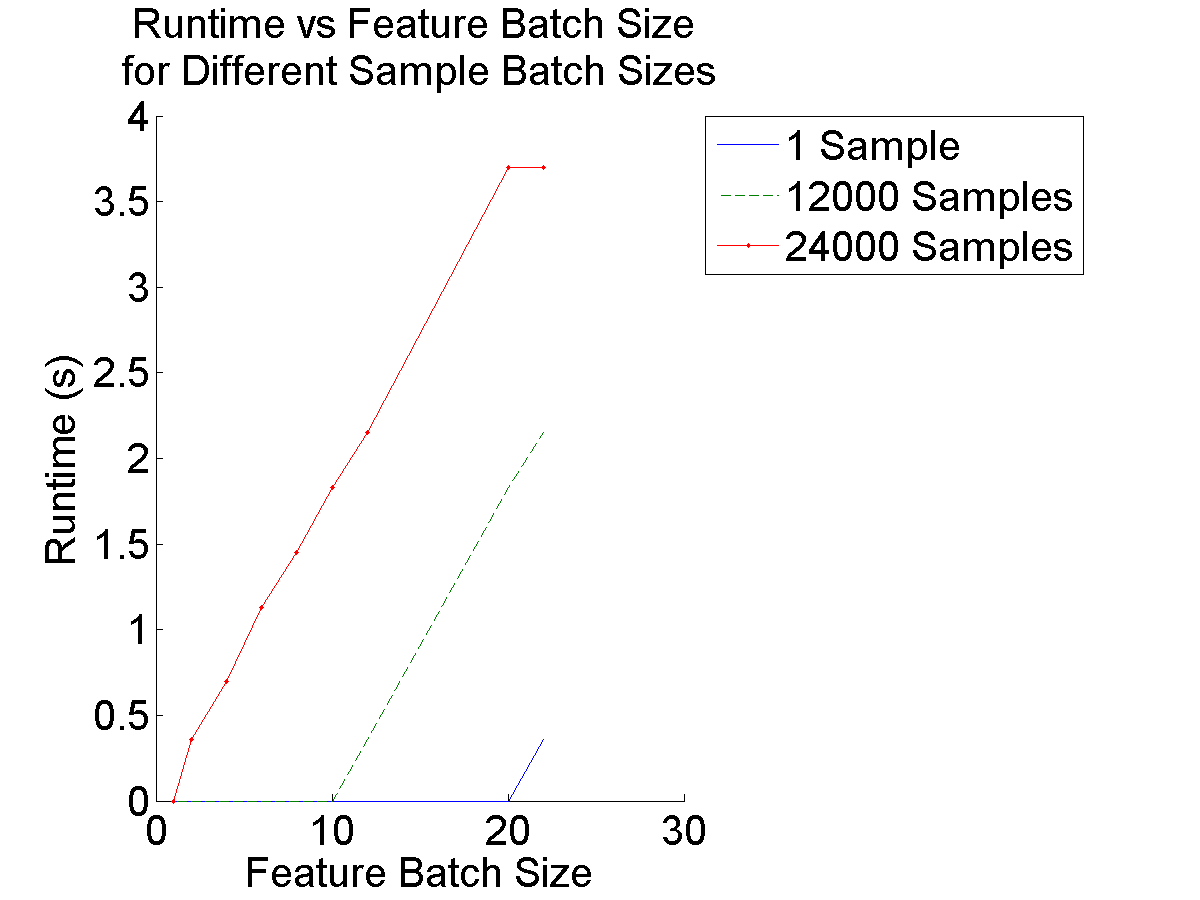 Runtime vs Feature Batch Size
for Different Sample Batch Sizes
4
3.5
3
2.5
2
1.5
1
0.5
0
Runtime (s)
0 10 20 30
Feature Batch Size
1 Sample
12000 Samples
24000 Samples